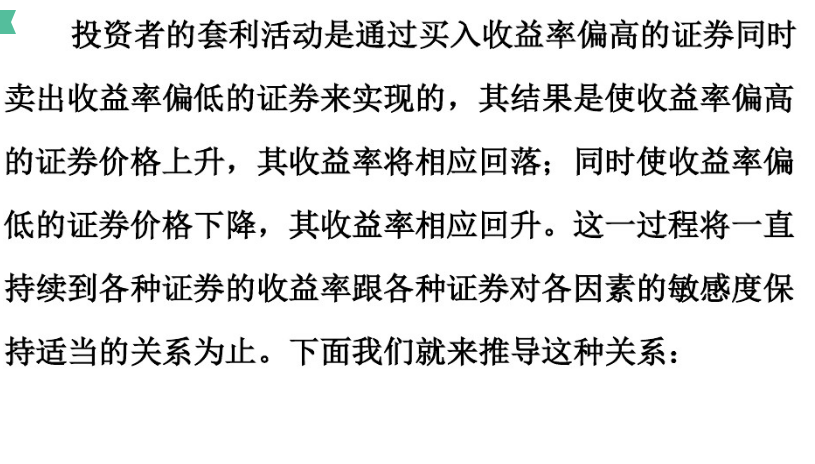 投资者的套利活动是通过买入收益率偏高的证券同时
卖出收益率偏低的证券来实现的，其结果是使收益率偏高
的证券价格上升，其收益率将相应回落；同时使收益率偏
低的证券价格下降，其收益率相应回升。这一过程将一直
持续到各种证券的收益率跟各种证券对各因素的敏感度保
持适当的关系为止。下面我们就来推导这种关系：